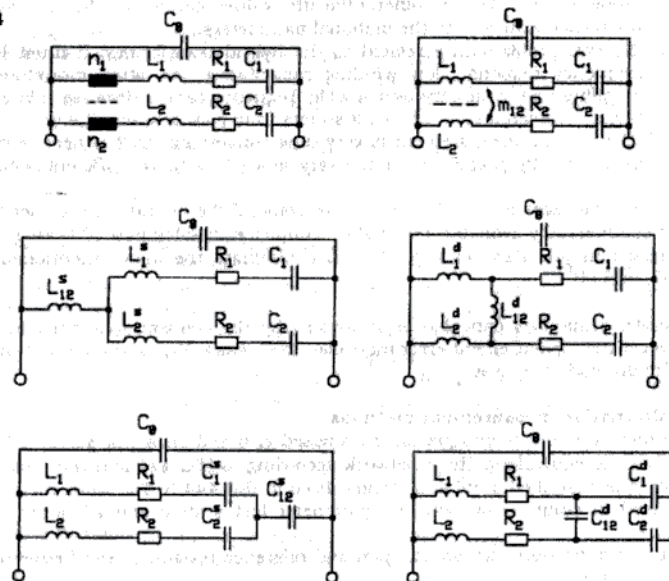 C₀
n₁ L₁ R₁ C₁
L₂ R₂ C₂
n₂
C₀
L₁ R₁ C₁
m₁₂
R₂ C₂
L₂
C₀
L₁ˢ R₁ C₁
L₁₂ˢ
L₂ˢ R₂ C₂
C₀
L₁ᵈ R₁ C₁
L₁₂ᵈ
L₂ᵈ R₂ C₂
C₀
L₁ R₁ C₁ˢ
C₁₂ˢ
L₂ R₂ C₂ˢ
C₀
L₁ R₁ C₁ᵈ
C₁₂ᵈ
L₂ R₂ C₂ᵈ